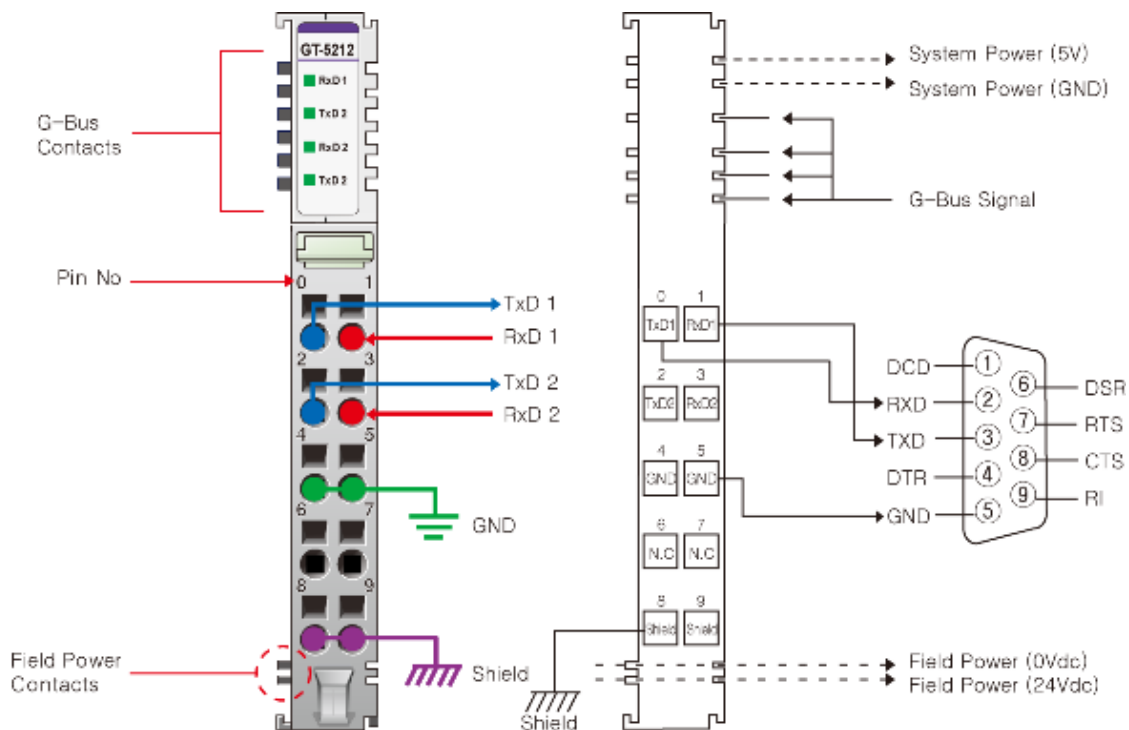 GT-5212
RxD 1
TxD 2
RxD 2
TxD 2
G-Bus
Contacts
Pin No
0 1
TxD 1
RxD 1
2 3
TxD 2
RxD 2
4 5
GND
6 7
8 9
Shield
Field Power
Contacts
System Power (5V)
System Power (GND)
G-Bus Signal
0 1
TxD1 RxD1
2 3
TxD2 RxD2
4 5
GND GND
6 7
N.C N.C
8 9
Shield Shield
Shield
DCD 1
RXD 2
TXD 3
DTR 4
GND 5
6 DSR
7 RTS
8 CTS
9 RI
Field Power (0Vdc)
Field Power (24Vdc)